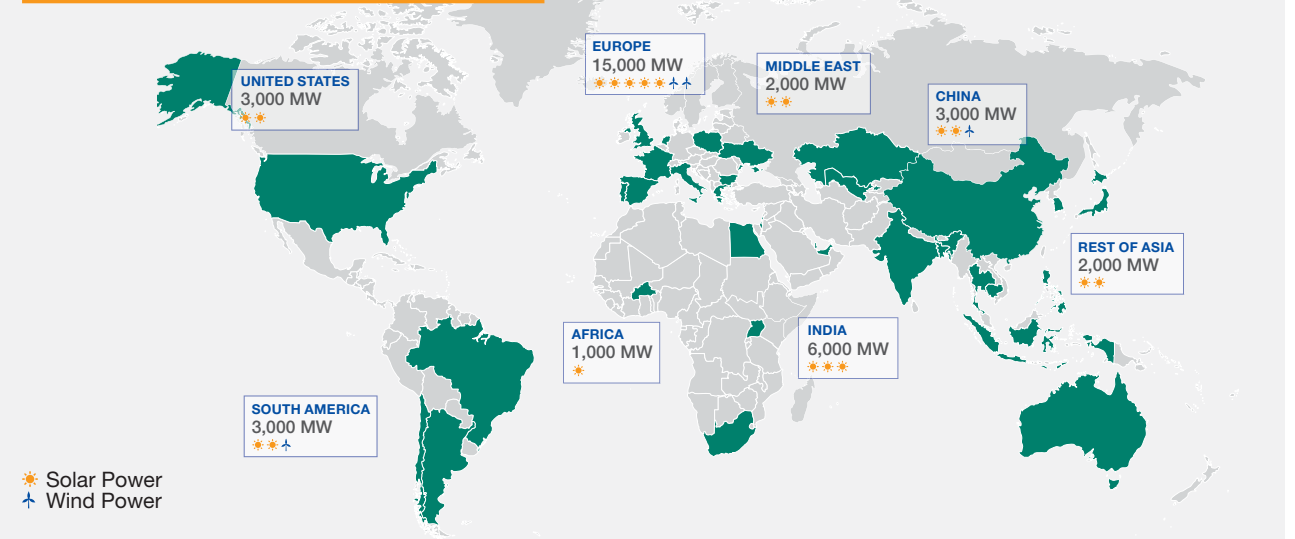 EUROPE
15,000 MW
MIDDLE EAST
2,000 MW
UNITED STATES
3,000 MW
CHINA
3,000 MW
REST OF ASIA
2,000 MW
AFRICA
1,000 MW
INDIA
6,000 MW
SOUTH AMERICA
3,000 MW
Solar Power
Wind Power